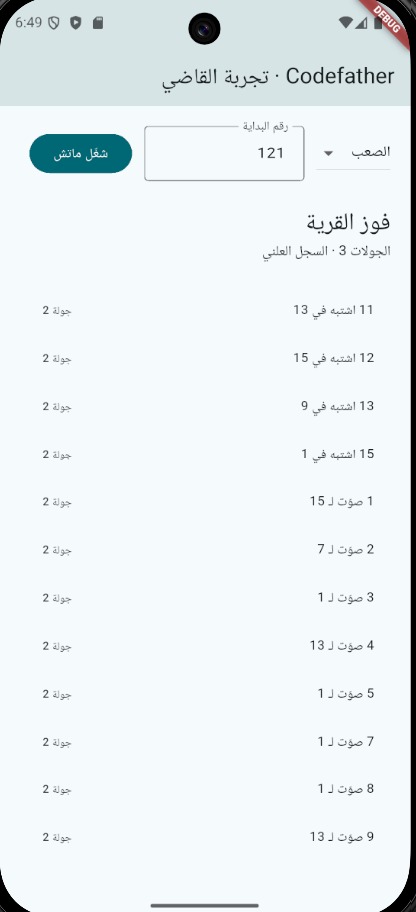 6:49
DEBUG
Codefather · تجربة القاضي
الصعب
رقم البداية
121
شغّل ماتش
فوز القرية
الجولات 3 · السجل العلني
11 اشتبه في 13
جولة 2
12 اشتبه في 15
جولة 2
13 اشتبه في 9
جولة 2
15 اشتبه في 1
جولة 2
1 صوّت لـ 15
جولة 2
2 صوّت لـ 7
جولة 2
3 صوّت لـ 1
جولة 2
4 صوّت لـ 13
جولة 2
5 صوّت لـ 1
جولة 2
7 صوّت لـ 1
جولة 2
8 صوّت لـ 1
جولة 2
9 صوّت لـ 13
جولة 2